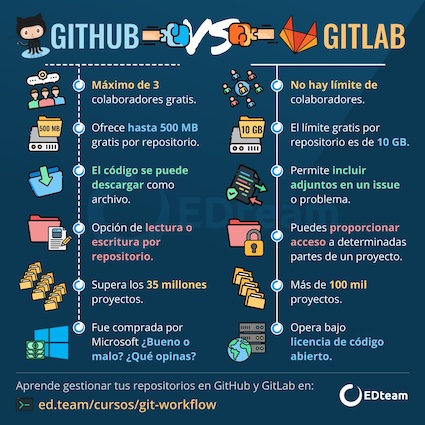 GITHUB VS GITLAB
Máximo de 3
colaboradores gratis.
500 MB
Ofrece hasta 500 MB
gratis por repositorio.
El código se puede
descargar como
archivo.
Opción de lectura o
escritura por
repositorio.
Supera los 35 millones
proyectos.
Fue comprada por
Microsoft ¿Bueno o
malo? ¿Qué opinas?
No hay límite de
colaboradores.
10 GB
El límite gratis por
repositorio es de 10 GB.
Permite incluir
adjuntos en un issue
o problema.
Puedes proporcionar
acceso a determinadas
partes de un proyecto.
Más de 100 mil
proyectos.
Opera bajo
licencia de código
abierto.
EDteam
Aprende gestionar tus repositorios en GitHub y GitLab en:
ed.team/cursos/git-workflow
EDteam